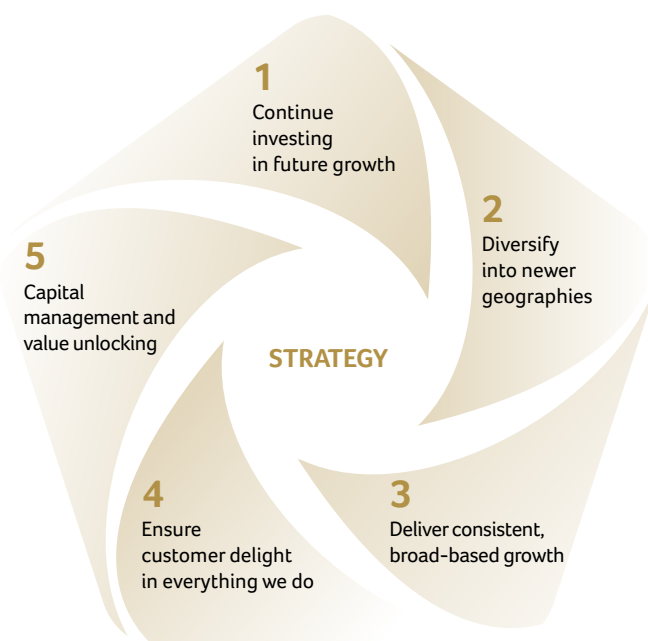 1
Continue
investing
in future growth
2
Diversify
into newer
geographies
3
Deliver consistent,
broad-based growth
4
Ensure
customer delight
in everything we do
5
Capital
management and
value unlocking
STRATEGY